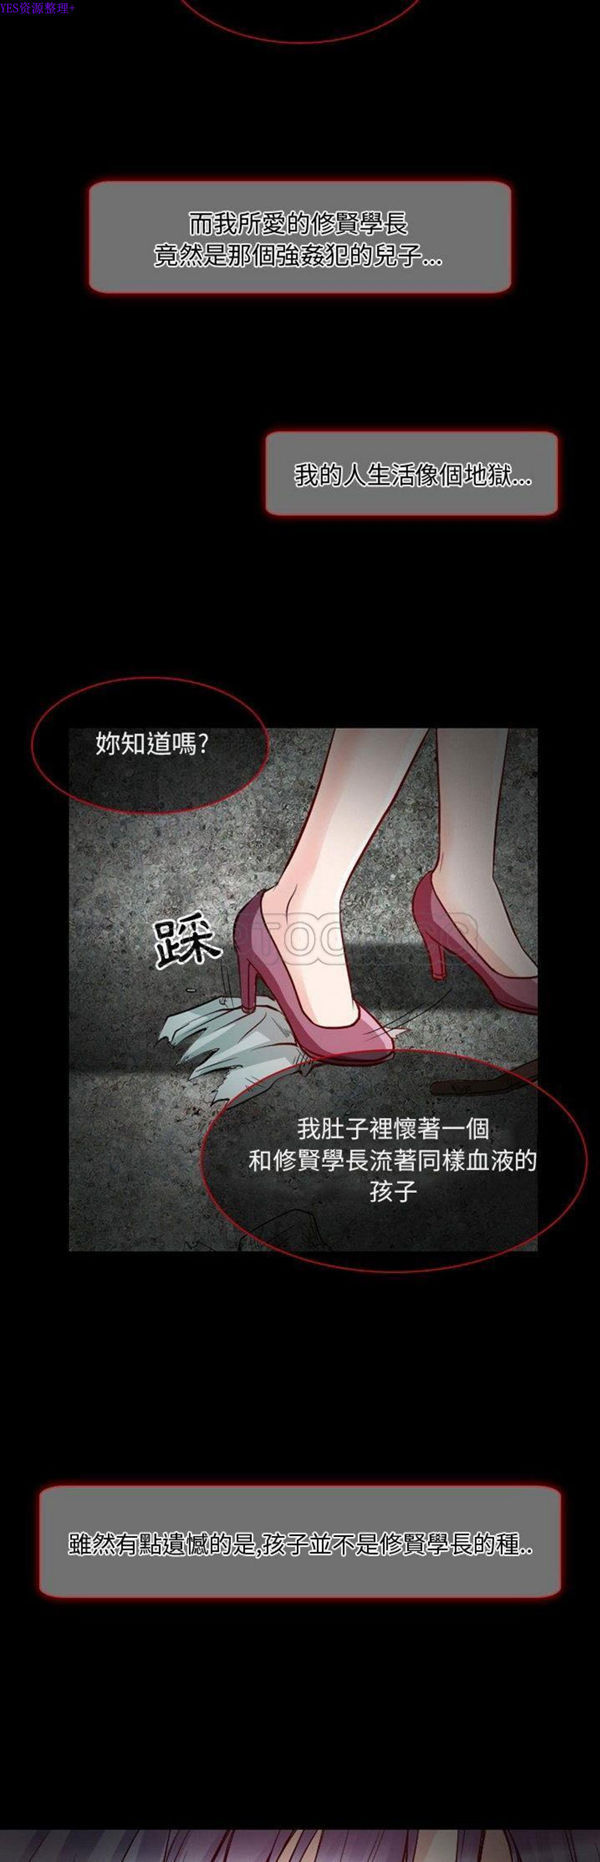 YES资源整理+
而我所愛的修賢學長
竟然是那個強姦犯的兒子...
我的人生活像個地獄...
妳知道嗎?
踩
我肚子裡懷著一個
和修賢學長流著同樣血液的
孩子
雖然有點遺憾的是,孩子並不是修賢學長的種..